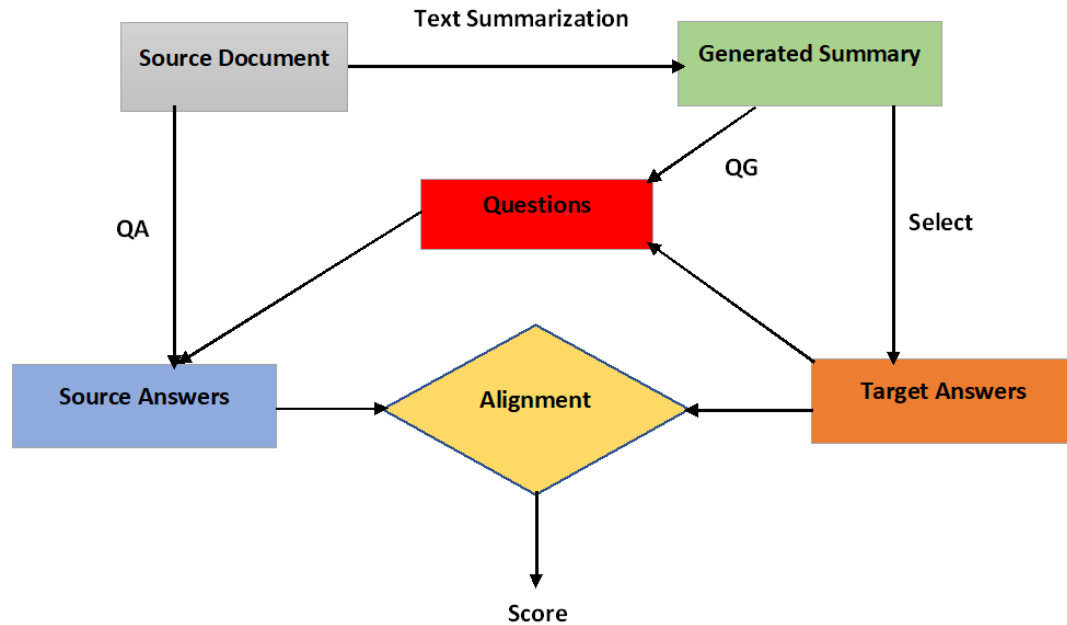 Text Summarization
Source Document
Generated Summary
QG
Questions
QA
Select
Source Answers
Alignment
Target Answers
Score